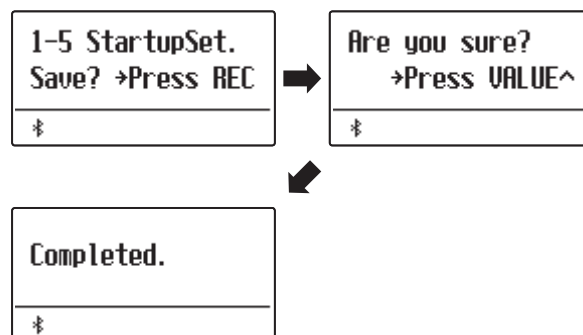 1-5 StartupSet.
Save? →Press REC
Are you sure?
→Press VALUE^
Completed.